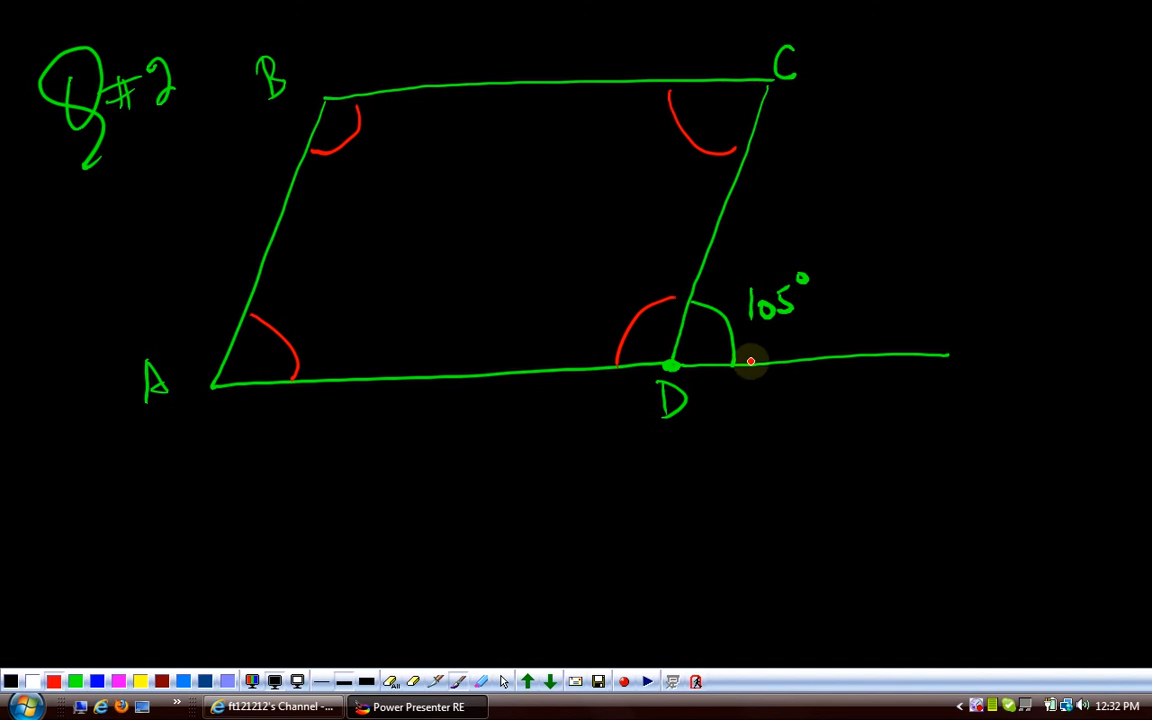 Q #2
B
C
105°
A
D
ft121212's Channel -...
Power Presenter RE
12:32 PM